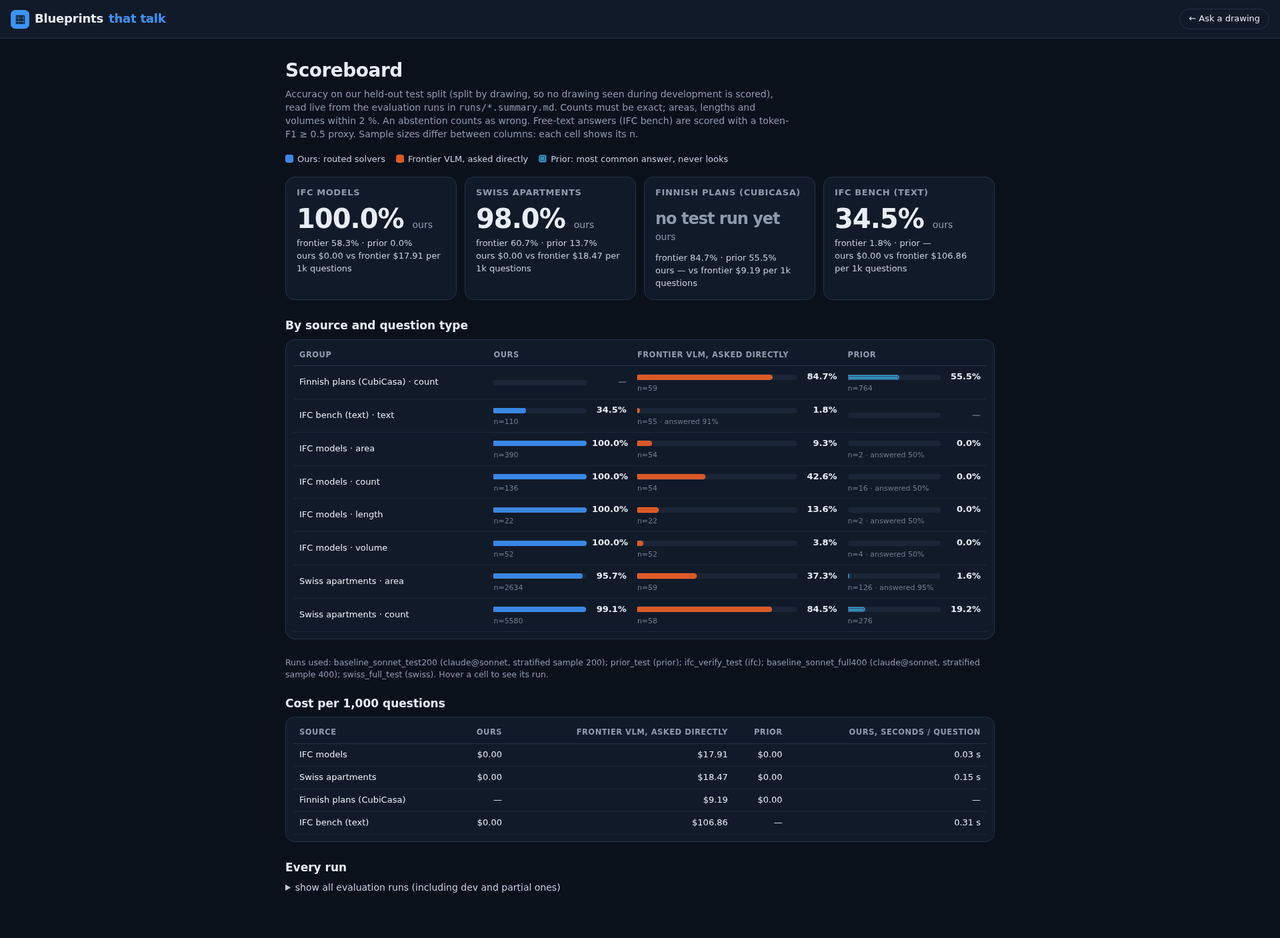 Blueprints that talk
← Ask a drawing
Scoreboard
Accuracy on our held-out test split (split by drawing, so no drawing seen during development is scored),
read live from the evaluation runs in runs/*.summary.md. Counts must be exact; areas, lengths and
volumes within 2 %. An abstention counts as wrong. Free-text answers (IFC bench) are scored with a token-
F1 ≥ 0.5 proxy. Sample sizes differ between columns: each cell shows its n.
Ours: routed solvers Frontier VLM, asked directly Prior: most common answer, never looks
IFC MODELS
100.0% ours
frontier 58.3% · prior 0.0%
ours $0.00 vs frontier $17.91 per
1k questions
SWISS APARTMENTS
98.0% ours
frontier 60.7% · prior 13.7%
ours $0.00 vs frontier $18.47 per
1k questions
FINNISH PLANS (CUBICASA)
no test run yet
ours
frontier 84.7% · prior 55.5%
ours — vs frontier $9.19 per 1k
questions
IFC BENCH (TEXT)
34.5% ours
frontier 1.8% · prior —
ours $0.00 vs frontier $106.86
per 1k questions
By source and question type
GROUP OURS FRONTIER VLM, ASKED DIRECTLY PRIOR
Finnish plans (CubiCasa) · count — 84.7% 55.5%
n=59 n=764
IFC bench (text) · text 34.5% 1.8% —
n=110 n=55 · answered 91%
IFC models · area 100.0% 9.3% 0.0%
n=390 n=54 n=2 · answered 50%
IFC models · count 100.0% 42.6% 0.0%
n=136 n=54 n=16 · answered 50%
IFC models · length 100.0% 13.6% 0.0%
n=22 n=22 n=2 · answered 50%
IFC models · volume 100.0% 3.8% 0.0%
n=52 n=52 n=4 · answered 50%
Swiss apartments · area 95.7% 37.3% 1.6%
n=2634 n=59 n=126 · answered 95%
Swiss apartments · count 99.1% 84.5% 19.2%
n=5580 n=58 n=276
Runs used: baseline_sonnet_test200 (claude@sonnet, stratified sample 200); prior_test (prior); ifc_verify_test (ifc); baseline_sonnet_full400 (claude@sonnet, stratified
sample 400); swiss_full_test (swiss). Hover a cell to see its run.
Cost per 1,000 questions
SOURCE OURS FRONTIER VLM, ASKED DIRECTLY PRIOR OURS, SECONDS / QUESTION
IFC models $0.00 $17.91 $0.00 0.03 s
Swiss apartments $0.00 $18.47 $0.00 0.15 s
Finnish plans (CubiCasa) — $9.19 $0.00 —
IFC bench (text) $0.00 $106.86 — 0.31 s
Every run
▶ show all evaluation runs (including dev and partial ones)